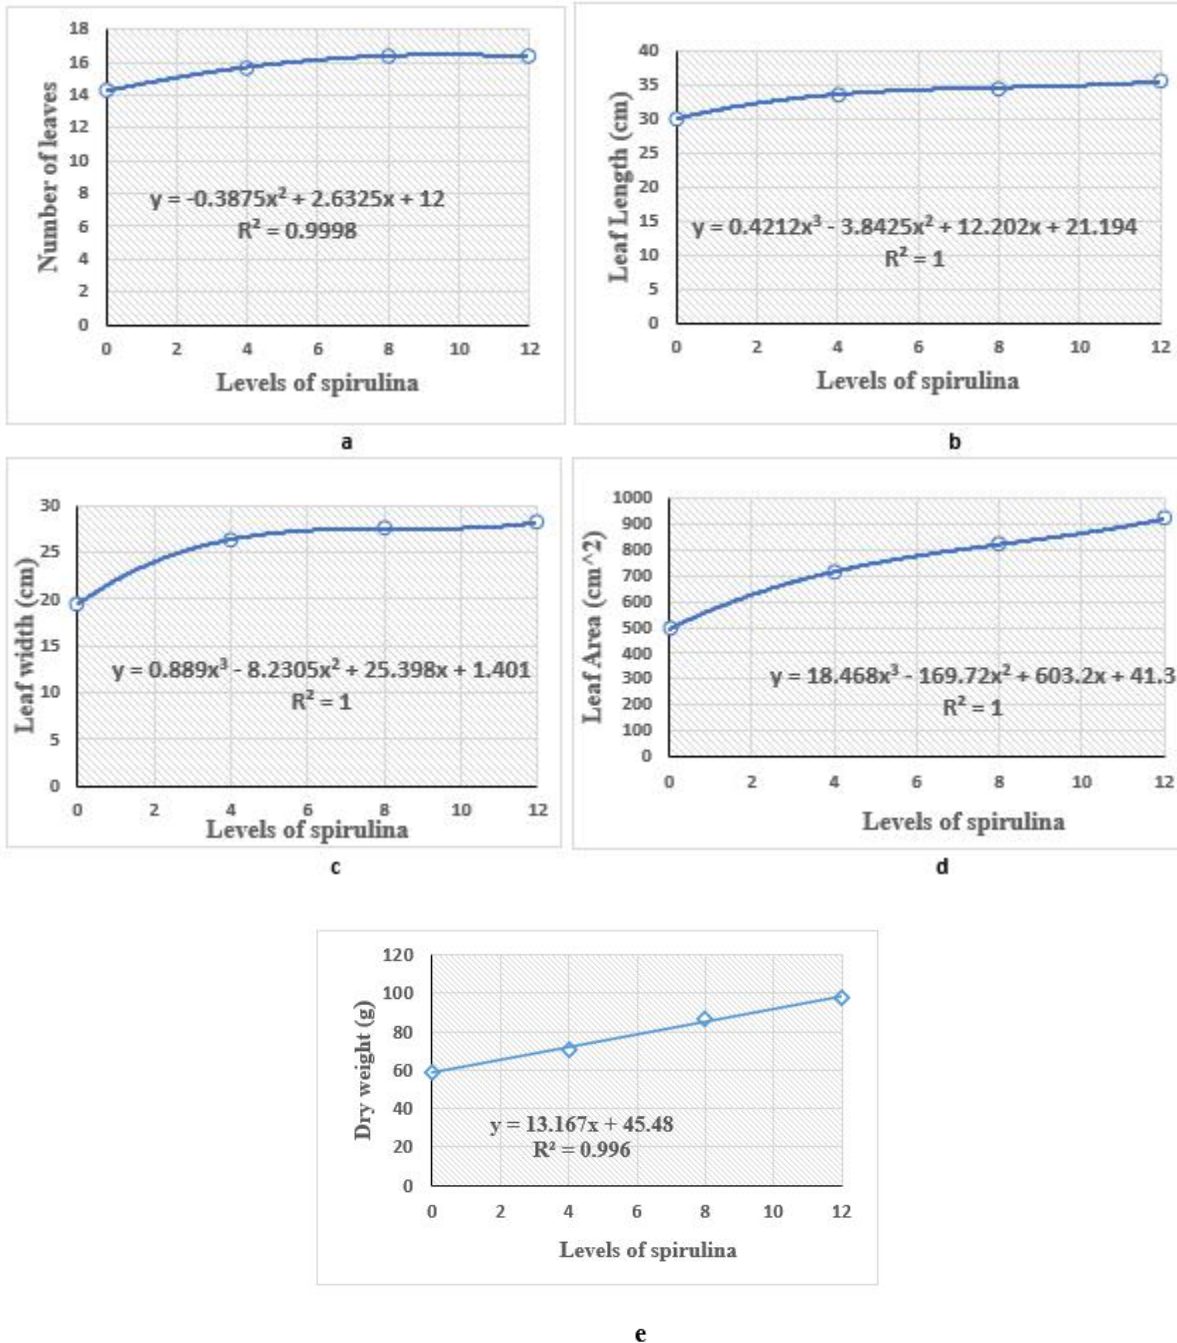 18
16
14
12
10
8
6
4
2
0
Number of leaves
y = -0.3875x² + 2.6325x + 12
R² = 0.9998
0 2 4 6 8 10 12
Levels of spirulina
a
40
35
30
25
20
15
10
5
0
Leaf Length (cm)
y = 0.4212x³ - 3.8425x² + 12.202x + 21.194
R² = 1
0 2 4 6 8 10 12
Levels of spirulina
b
30
25
20
15
10
5
0
Leaf width (cm)
y = 0.889x³ - 8.2305x² + 25.398x + 1.401
R² = 1
0 2 4 6 8 10 12
Levels of spirulina
c
1000
900
800
700
600
500
400
300
200
100
0
Leaf Area (cm^2)
y = 18.468x³ - 169.72x² + 603.2x + 41.3
R² = 1
0 2 4 6 8 10 12
Levels of spirulina
d
120
100
80
60
40
20
0
Dry weight (g)
y = 13.167x + 45.48
R² = 0.996
0 2 4 6 8 10 12
Levels of spirulina
e